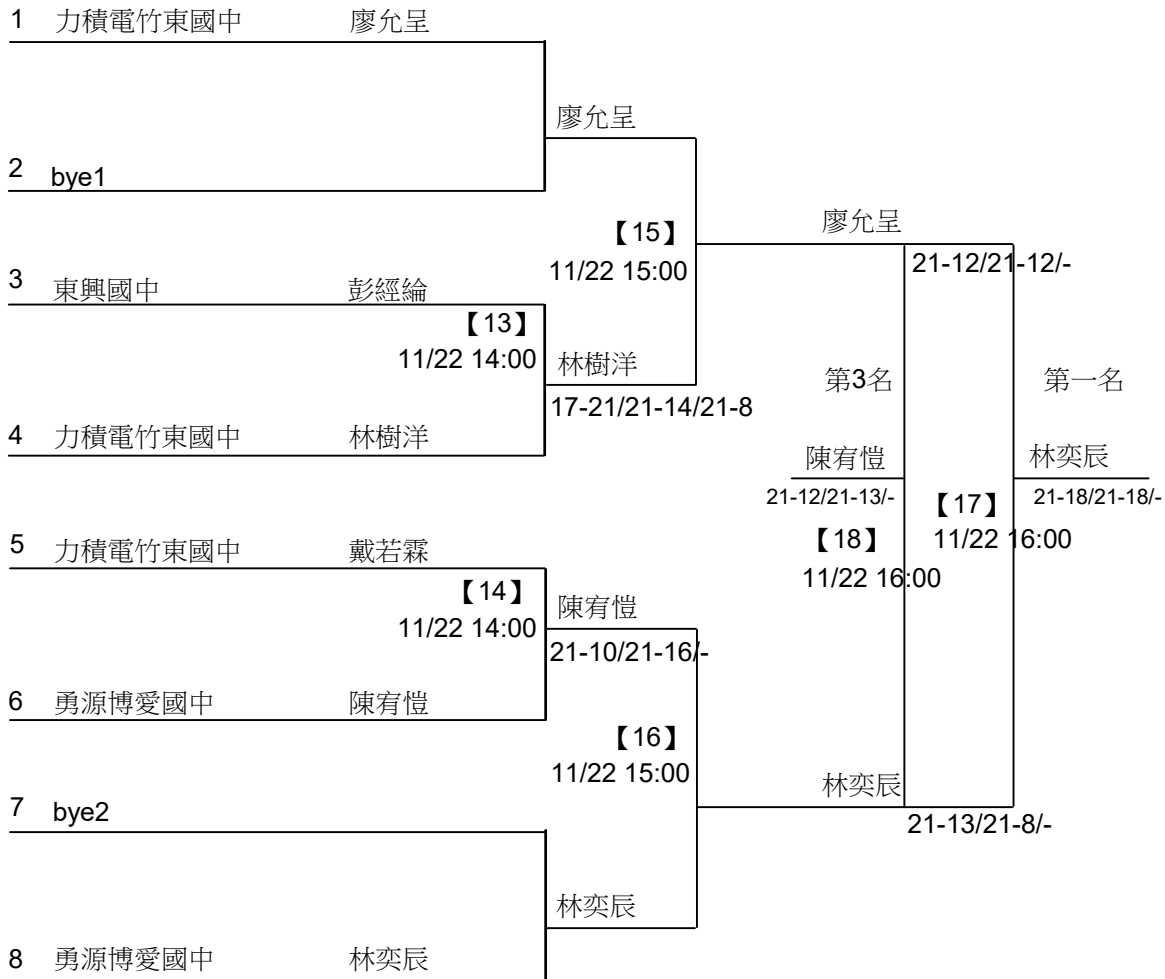 1 力積電竹東國中 廖允呈
廖允呈
2 bye1
廖允呈
【15】
11/22 15:00
21-12/21-12/-
3 東興國中 彭經綸
【13】
11/22 14:00
林樹洋
17-21/21-14/21-8
第3名
第一名
4 力積電竹東國中 林樹洋
陳宥愷
21-12/21-13/-
林奕辰
21-18/21-18/-
【17】
11/22 16:00
【18】
11/22 16:00
5 力積電竹東國中 戴若霖
【14】
11/22 14:00
陳宥愷
21-10/21-16/-
6 勇源博愛國中 陳宥愷
【16】
11/22 15:00
林奕辰
21-13/21-8/-
7 bye2
林奕辰
8 勇源博愛國中 林奕辰